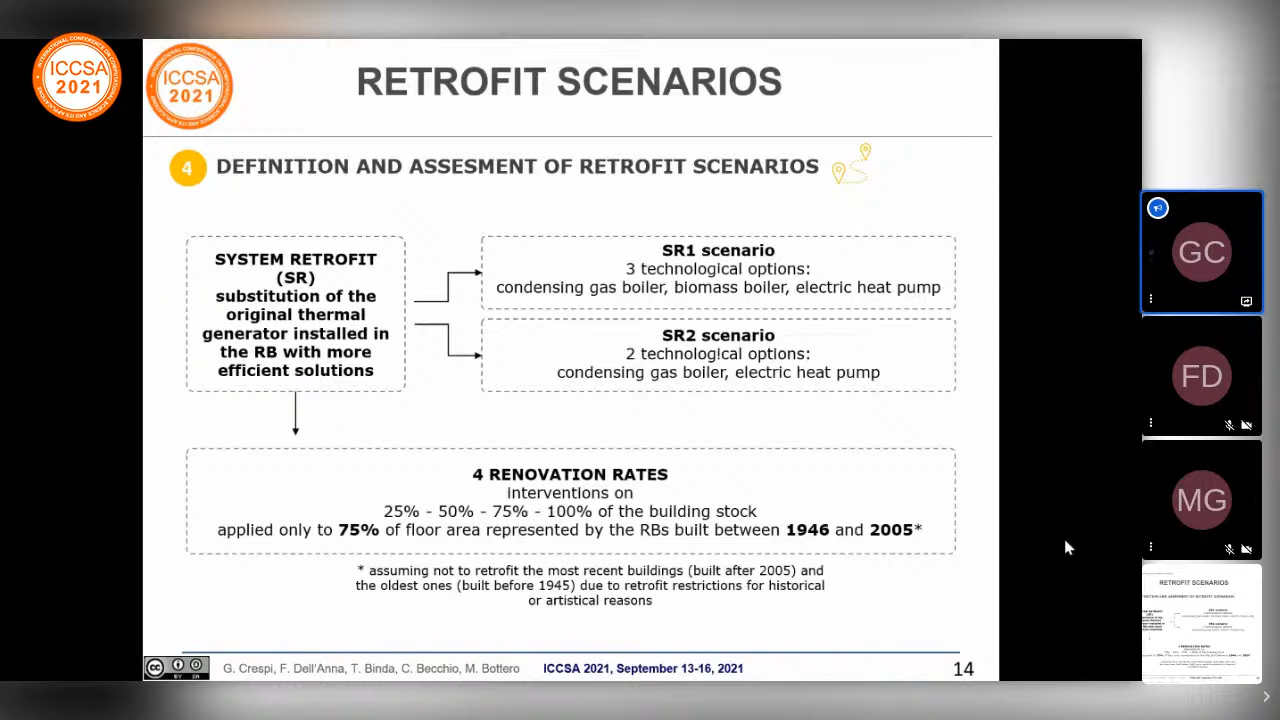 ICCSA
2021
ICCSA
2021
RETROFIT SCENARIOS
4
DEFINITION AND ASSESMENT OF RETROFIT SCENARIOS
SYSTEM RETROFIT
(SR)
substitution of the
original thermal
generator installed in
the RB with more
efficient solutions
SR1 scenario
3 technological options:
condensing gas boiler, biomass boiler, electric heat pump
SR2 scenario
2 technological options:
condensing gas boiler, electric heat pump
4 RENOVATION RATES
Interventions on
25% - 50% - 75% - 100% of the building stock
applied only to 75% of floor area represented by the RBs built between 1946 and 2005*
* assuming not to retrofit the most recent buildings (built after 2005) and
the oldest ones (built before 1945) due to retrofit restrictions for historical
or artistical reasons
G. Crespi, F. Dell'Anna, T. Binda, C. Becchio, M. Bottero
ICCSA 2021, September 13-16, 2021
14
GC
FD
MG
RETROFIT SCENARIOS